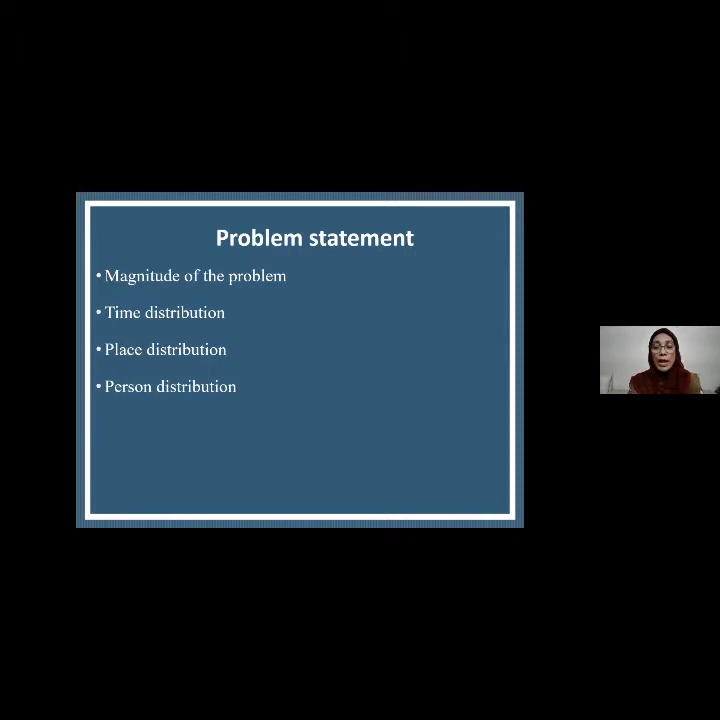 Problem statement
• Magnitude of the problem
• Time distribution
• Place distribution
• Person distribution